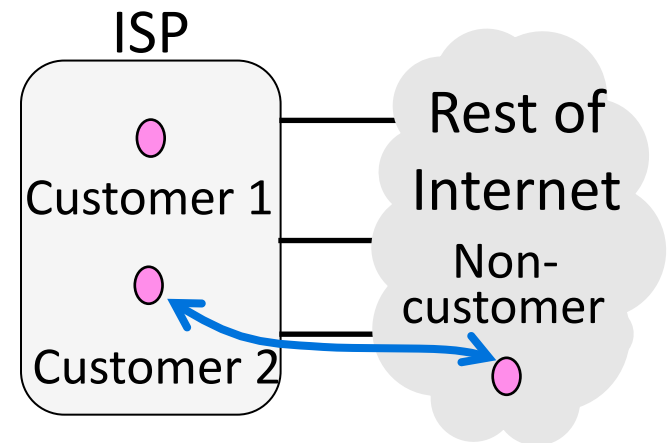 ISP
Customer 1
Customer 2
Rest of
Internet
Non-
customer